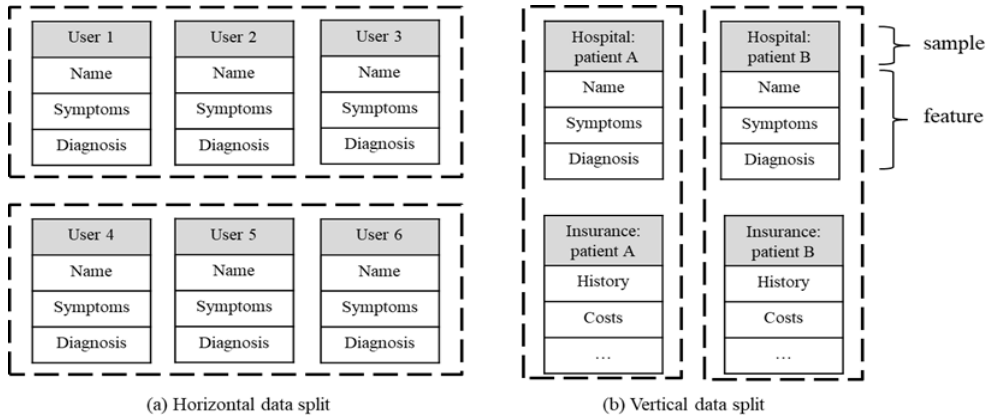 User 1
User 2
User 3
Name
Name
Name
Symptoms
Symptoms
Symptoms
Diagnosis
Diagnosis
Diagnosis
User 4
User 5
User 6
Name
Name
Name
Symptoms
Symptoms
Symptoms
Diagnosis
Diagnosis
Diagnosis
(a) Horizontal data split
Hospital:
patient A
Hospital:
patient B
sample
Name
Name
Symptoms
Symptoms
feature
Diagnosis
Diagnosis
Insurance:
patient A
Insurance:
patient B
History
History
Costs
Costs
…
…
(b) Vertical data split